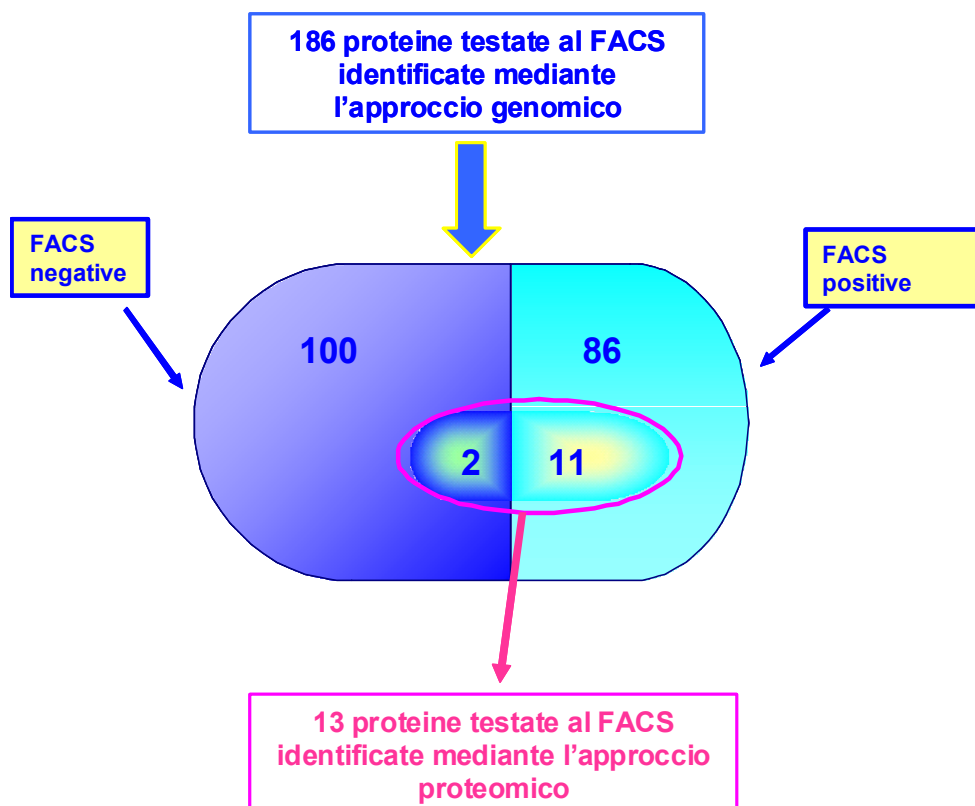 186 proteine testate al FACS
identificate mediante
l'approccio genomico
FACS
negative
FACS
positive
100
86
2
11
13 proteine testate al FACS
identificate mediante l'approccio
proteomico